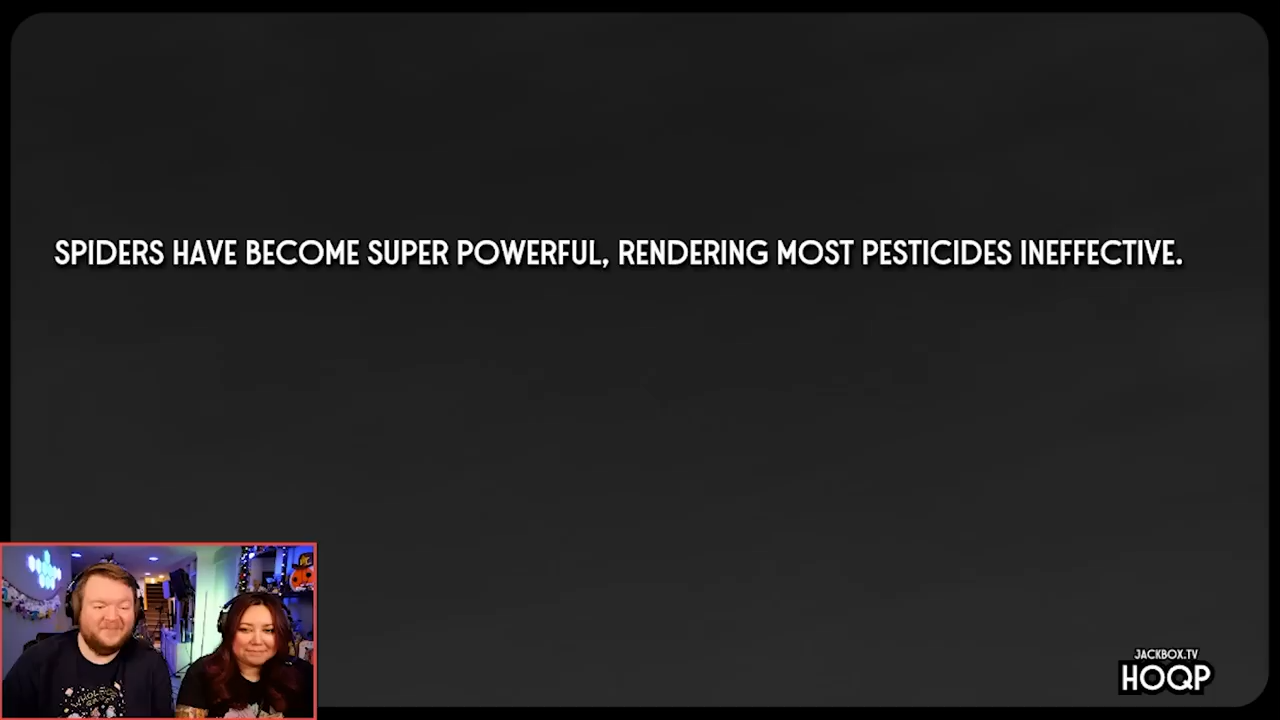 SPIDERS HAVE BECOME SUPER POWERFUL, RENDERING MOST PESTICIDES INEFFECTIVE.
JACKBOX.TV
HOQP